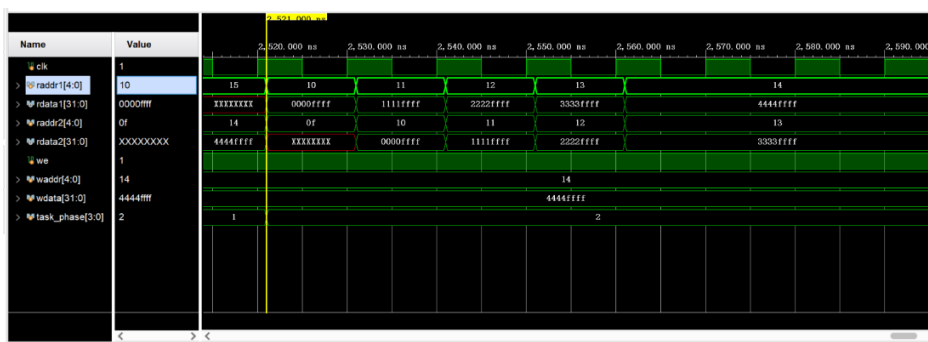 2,521.000 ns
Name Value 2,520.000 ns 2,530.000 ns 2,540.000 ns 2,550.000 ns 2,560.000 ns 2,570.000 ns 2,580.000 ns 2,590.000
clk 1
raddr1[4:0] 10 15 10 11 12 13 14
rdata1[31:0] 0000ffff XXXXXXXX 0000ffff 1111ffff 2222ffff 3333ffff 4444ffff
raddr2[4:0] 0f 14 0f 10 11 12 13
rdata2[31:0] XXXXXXXX 4444ffff XXXXXXXX 0000ffff 1111ffff 2222ffff 3333ffff
we 1
waddr[4:0] 14 14
wdata[31:0] 4444ffff 4444ffff
task_phase[3:0] 2 1 2